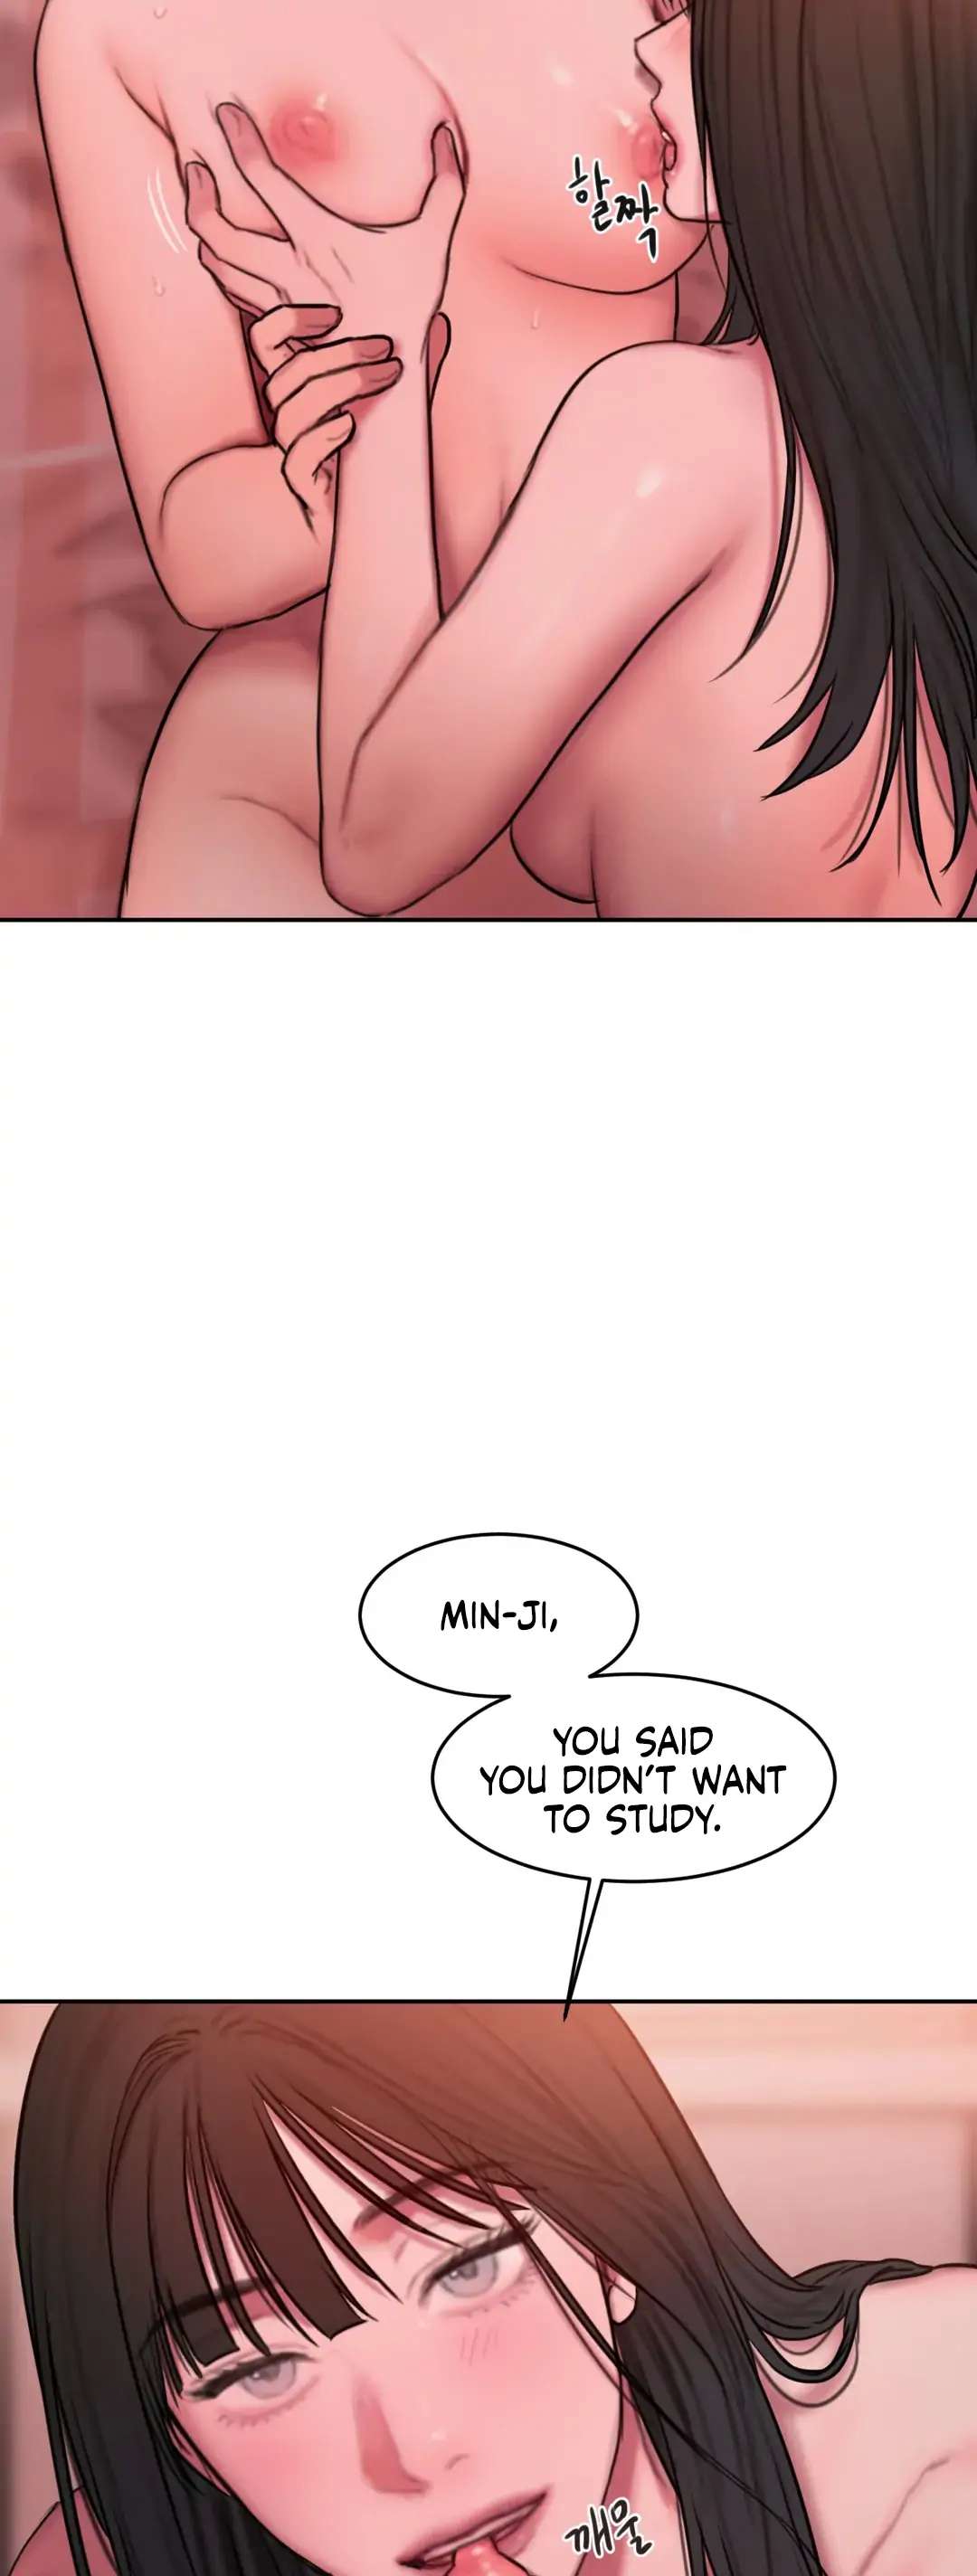 할짝
MIN-JI,
YOU SAID
YOU DIDN'T WANT
TO STUDY.
깨물